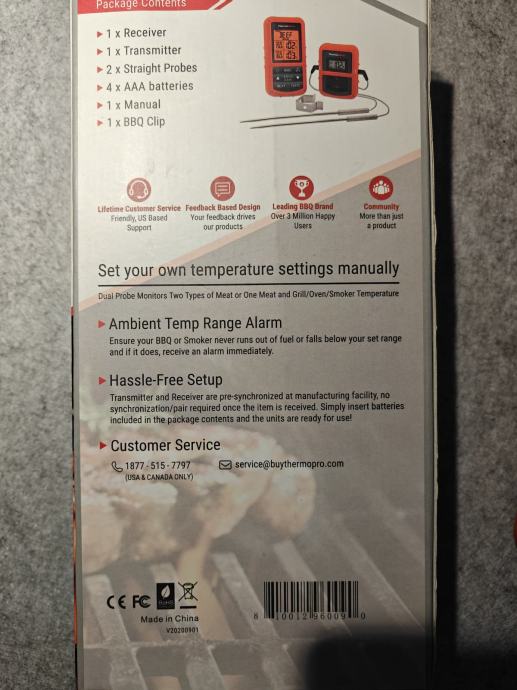 Package Contents
1 x Receiver
1 x Transmitter
2 x Straight Probes
4 x AAA batteries
1 x Manual
1 x BBQ Clip
Lifetime Customer Service
Friendly, US Based
Support
Feedback Based Design
Your feedback drives
our products
Leading BBQ Brand
Over 3 Million Happy
Users
Community
More than just
a product
Set your own temperature settings manually
Dual Probe Monitors Two Types of Meat or One Meat and Grill/Oven/Smoker Temperature
Ambient Temp Range Alarm
Ensure your BBQ or Smoker never runs out of fuel or falls below your set range
and if it does, receive an alarm immediately.
Hassle-Free Setup
Transmitter and Receiver are pre-synchronized at manufacturing facility, no
synchronization/pair required once the item is received. Simply insert batteries
included in the package contents and the units are ready for use!
Customer Service
1877 - 515 - 7797
(USA & CANADA ONLY)
service@buythermopro.com
CE FC
Made in China
V20200901
8 10012 96009 0